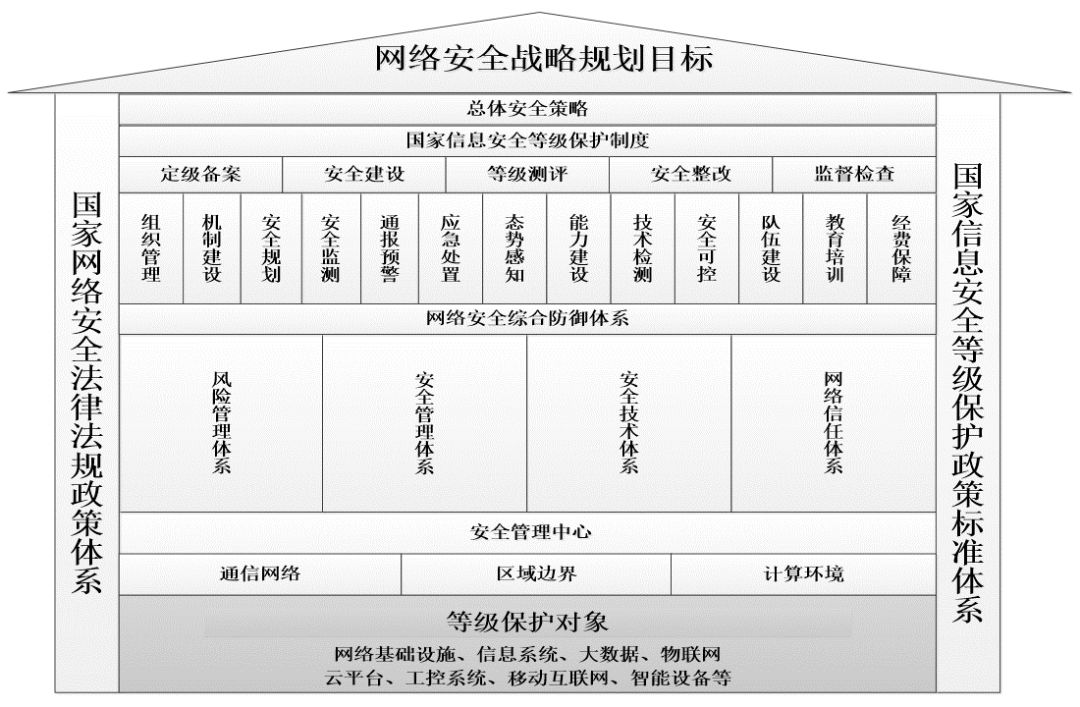 网络安全战略规划目标
总体安全策略
国家信息安全等级保护制度
定级备案
安全建设
等级测评
安全整改
监督检查
国家网络安全法律法规政策体系
组织管理
机制建设
安全规划
安全监测
通报预警
应急处置
态势感知
能力建设
技术检测
安全可控
队伍建设
教育培训
经费保障
国家信息安全等级保护政策标准体系
网络安全综合防御体系
风险管理体系
安全管理体系
安全技术体系
网络信任体系
安全管理中心
通信网络
区域边界
计算环境
等级保护对象
网络基础设施、信息系统、大数据、物联网
云平台、工控系统、移动互联网、智能设备等